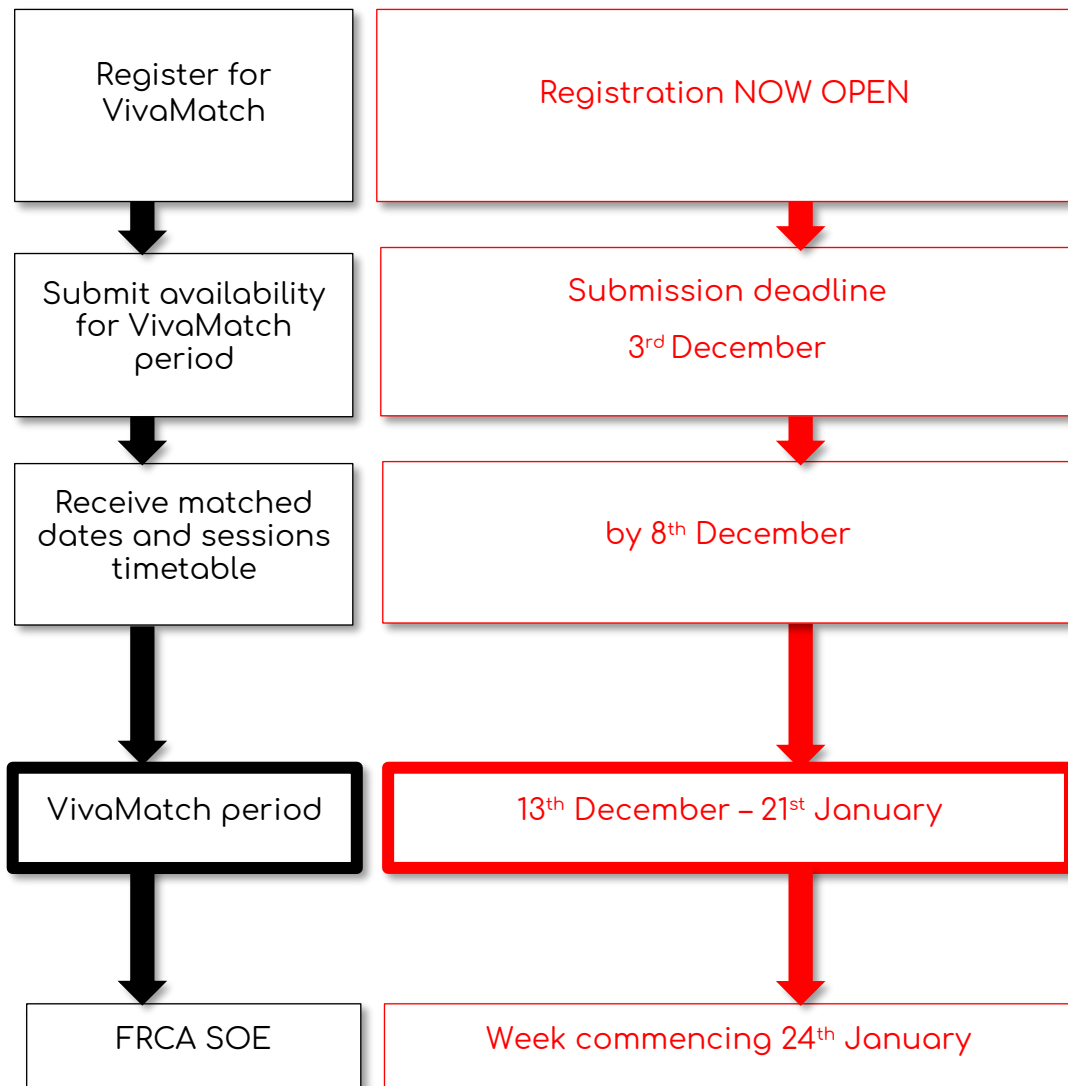 Register for
VivaMatch
Registration NOW OPEN
Submit availability
for VivaMatch
period
Submission deadline
3rd December
Receive matched
dates and sessions
timetable
by 8th December
VivaMatch period
13th December – 21st January
FRCA SOE
Week commencing 24th January